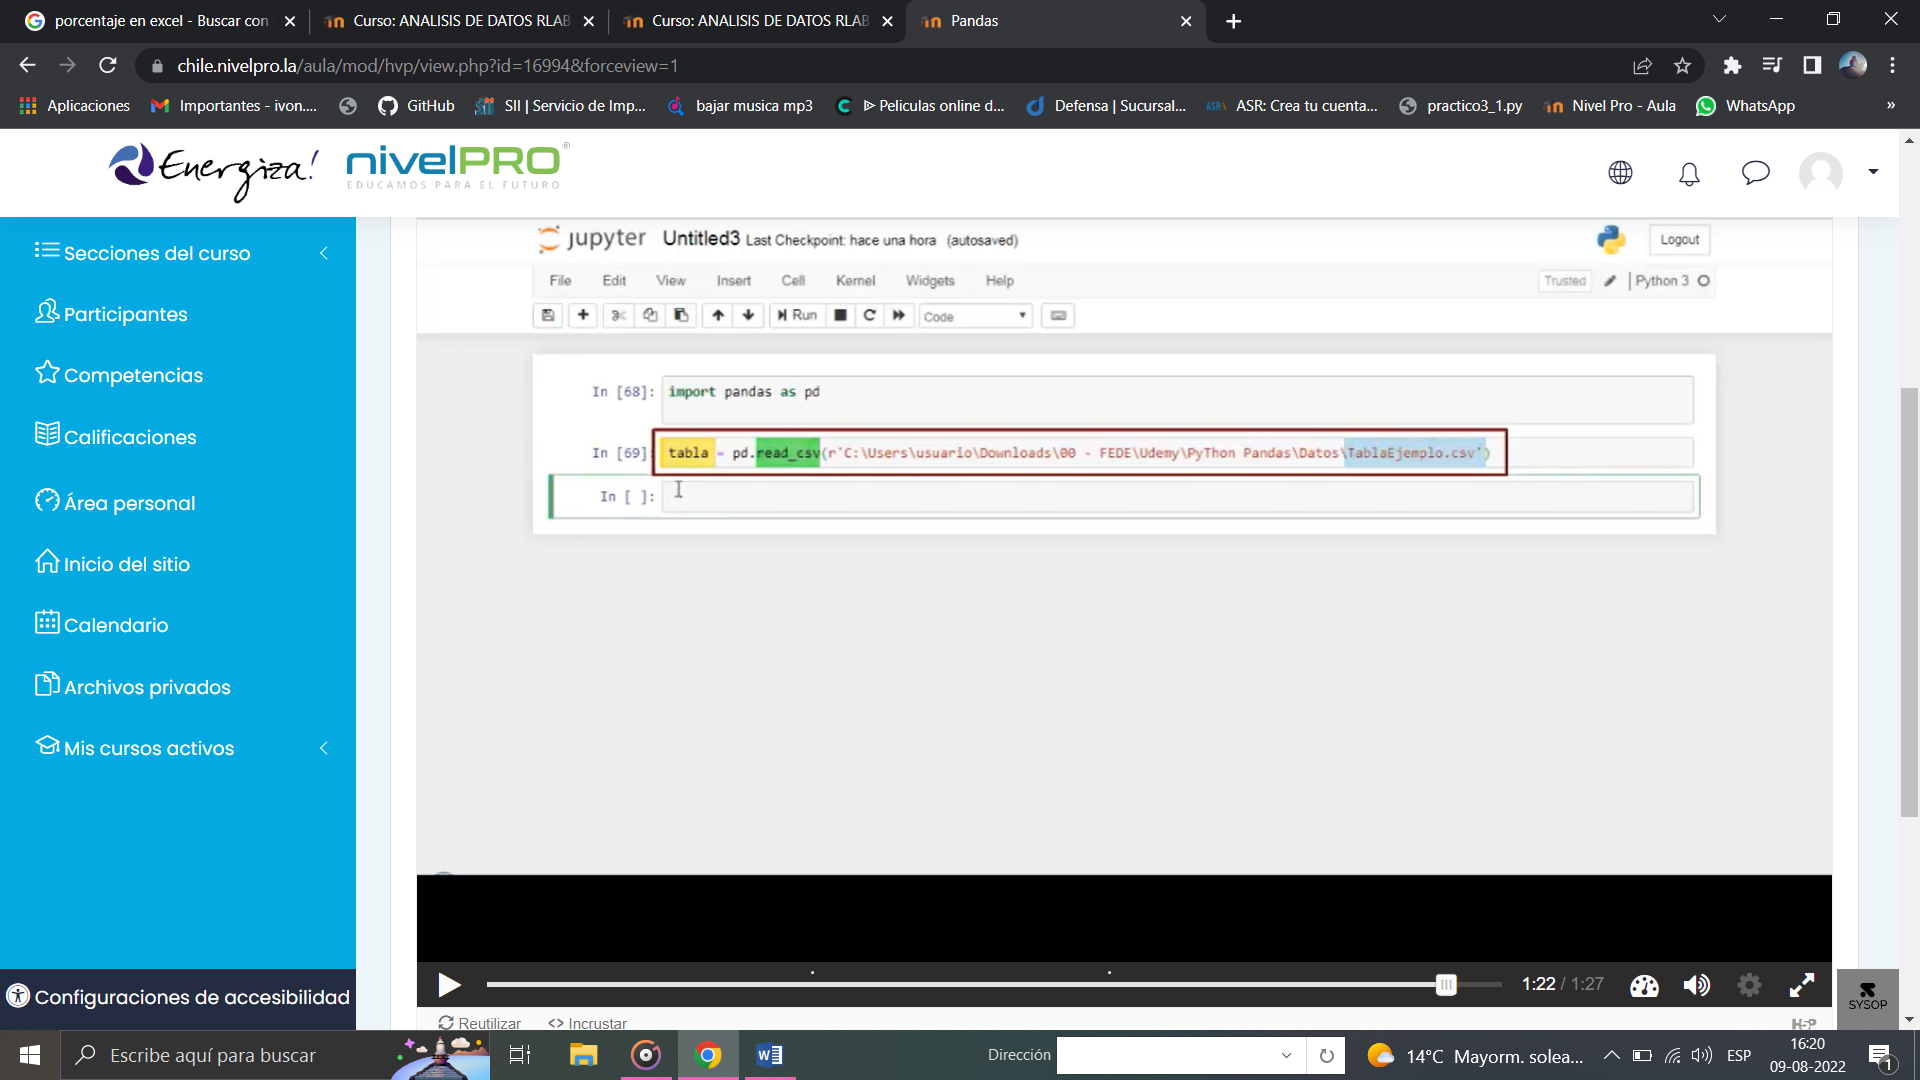 porcentaje en excel - Buscar con
Curso: ANALISIS DE DATOS RLAB
Curso: ANALISIS DE DATOS RLAB
Pandas
chile.nivelpro.la/aula/mod/hvp/view.php?id=16994&forceview=1
Aplicaciones
Importantes - ivon....
GitHub
SII | Servicio de Imp...
bajar musica mp3
Peliculas online d...
Defensa | Sucursal...
ASR: Crea tu cuenta...
practico3_1.py
Nivel Pro - Aula
WhatsApp
»
Energiza!
nivelPRO®
EDUCAMOS PARA EL FUTURO
Secciones del curso
Participantes
Competencias
Calificaciones
Área personal
Inicio del sitio
Calendario
Archivos privados
Mis cursos activos
Configuraciones de accesibilidad
jupyter Untitled3 Last Checkpoint: hace una hora (autosaved)
Logout
File Edit View Insert Cell Kernel Widgets Help
Trusted
Python 3
Run
Code
In [68]: import pandas as pd
In [69]: tabla = pd.read_csv(r'C:\Users\usuario\Downloads\00 - FEDE\Udemy\PyThon Pandas\Datos\TablaEjemplo.csv')
In [ ]:
1:22 / 1:27
SYSOP
Reutilizar
<> Incrustar
H5P
Escribe aquí para buscar
Dirección
14°C Mayorm. solea...
ESP
16:20
09-08-2022
1